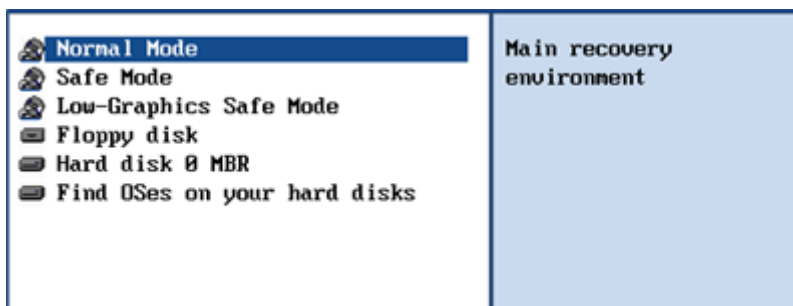 Normal Mode
Safe Mode
Low-Graphics Safe Mode
Floppy disk
Hard disk 0 MBR
Find OSes on your hard disks
Main recovery
environment